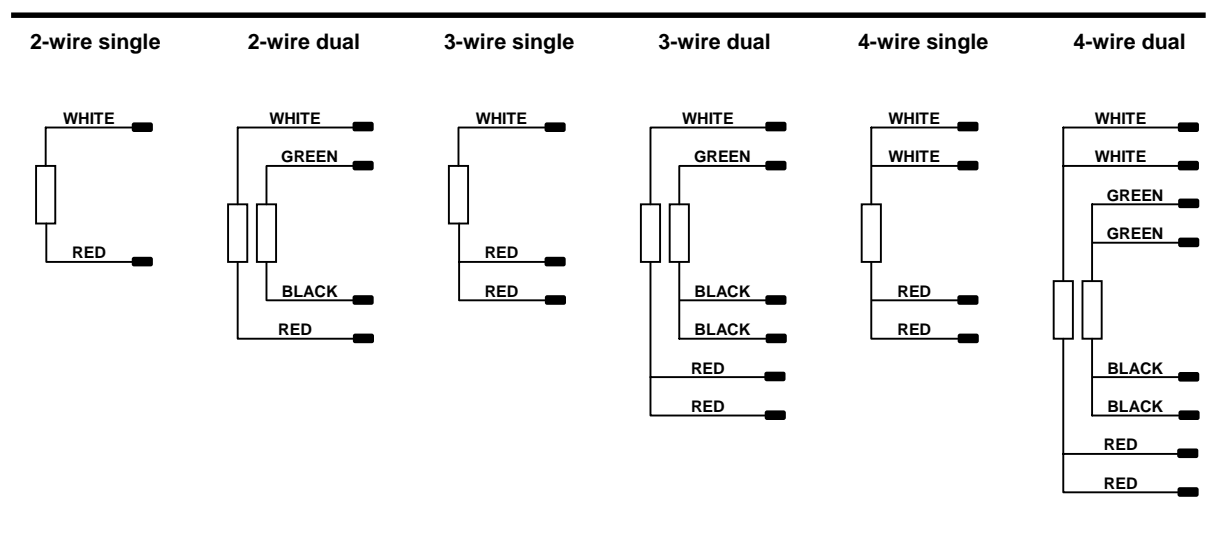 2-wire single 2-wire dual 3-wire single 3-wire dual 4-wire single 4-wire dual
WHITE WHITE WHITE WHITE WHITE WHITE
GREEN GREEN WHITE WHITE
GREEN
GREEN
RED RED
BLACK RED BLACK RED
RED BLACK RED
RED BLACK
RED BLACK
RED
RED